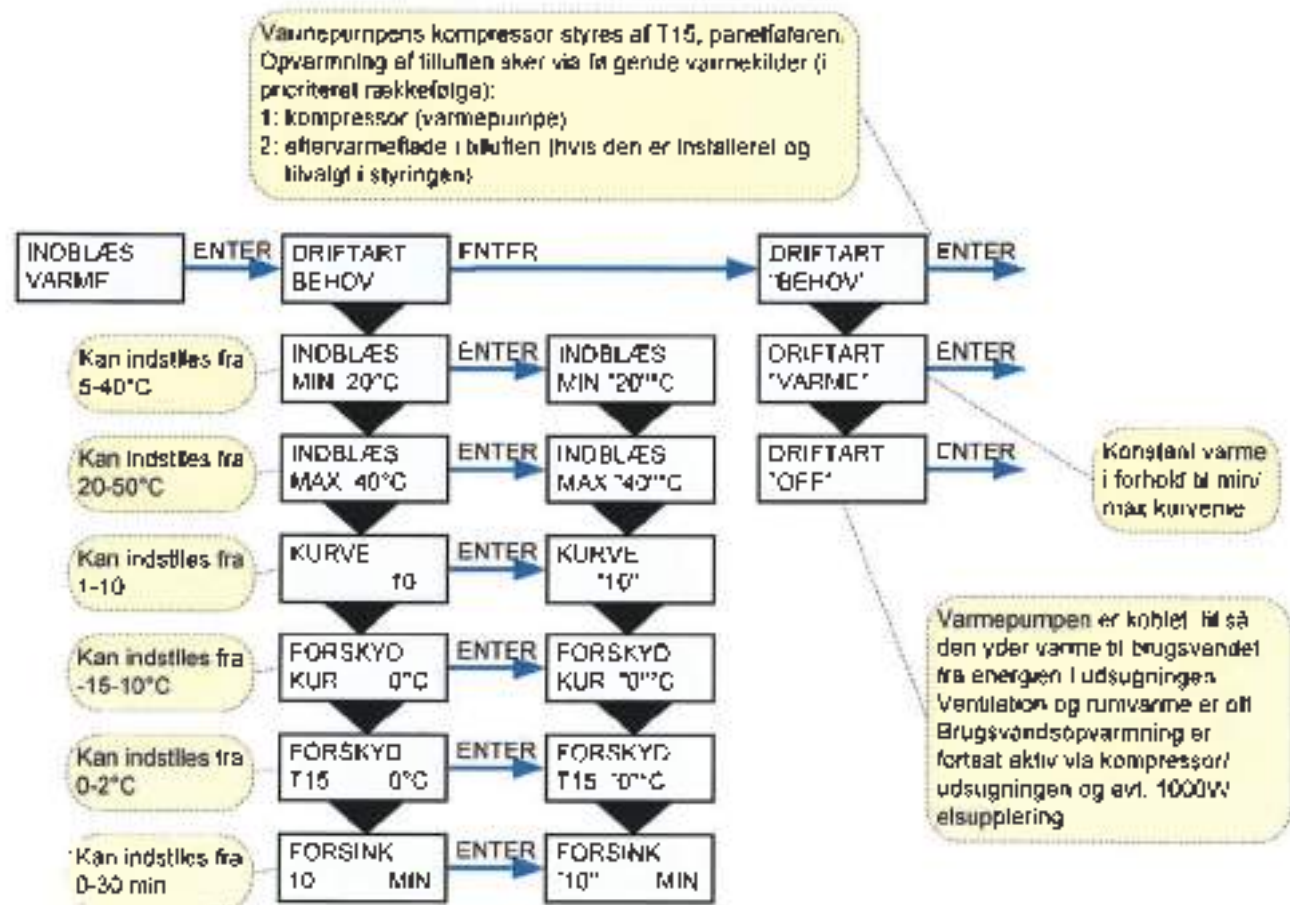 Varmepumpens kompressor styres af T15, panelføleren.
Opvarmning af tilluften sker via følgende varmekilder (i
prioriteret rækkefølge):
1: kompressor (varmepumpe)
2: eftervarmeflade i tilluften (hvis den er installeret og
tilvalgt i styringen)
INDBLÆS
VARME
ENTER
DRIFTART
BEHOV
ENTER
DRIFTART
"BEHOV"
ENTER
Kan indstilles fra
5-40°C
INDBLÆS
MIN 20°C
ENTER
INDBLÆS
MIN "20"°C
DRIFTART
"VARME"
ENTER
Kan indstilles fra
20-50°C
INDBLÆS
MAX 40°C
ENTER
INDBLÆS
MAX "40"°C
DRIFTART
"OFF"
ENTER
Konstant varme
i forhold til min/
max kurverne
Kan indstilles fra
1-10
KURVE
10
ENTER
KURVE
"10"
Kan indstilles fra
-15-10°C
FORSKYD
KUR 0°C
ENTER
FORSKYD
KUR "0"°C
Varmepumpen er koblet til så
den yder varme til brugsvandet
fra energien i udsugningen
Ventilation og rumvarme er off
Brugsvandsopvarmning er
fortsat aktiv via kompressor/
udsugningen og evt. 1000W
elsupplering
Kan indstilles fra
0-2°C
FORSKYD
T15 0°C
ENTER
FORSKYD
T15 "0"°C
Kan indstilles fra
0-30 min
FORSINK
10 MIN
ENTER
FORSINK
"10" MIN